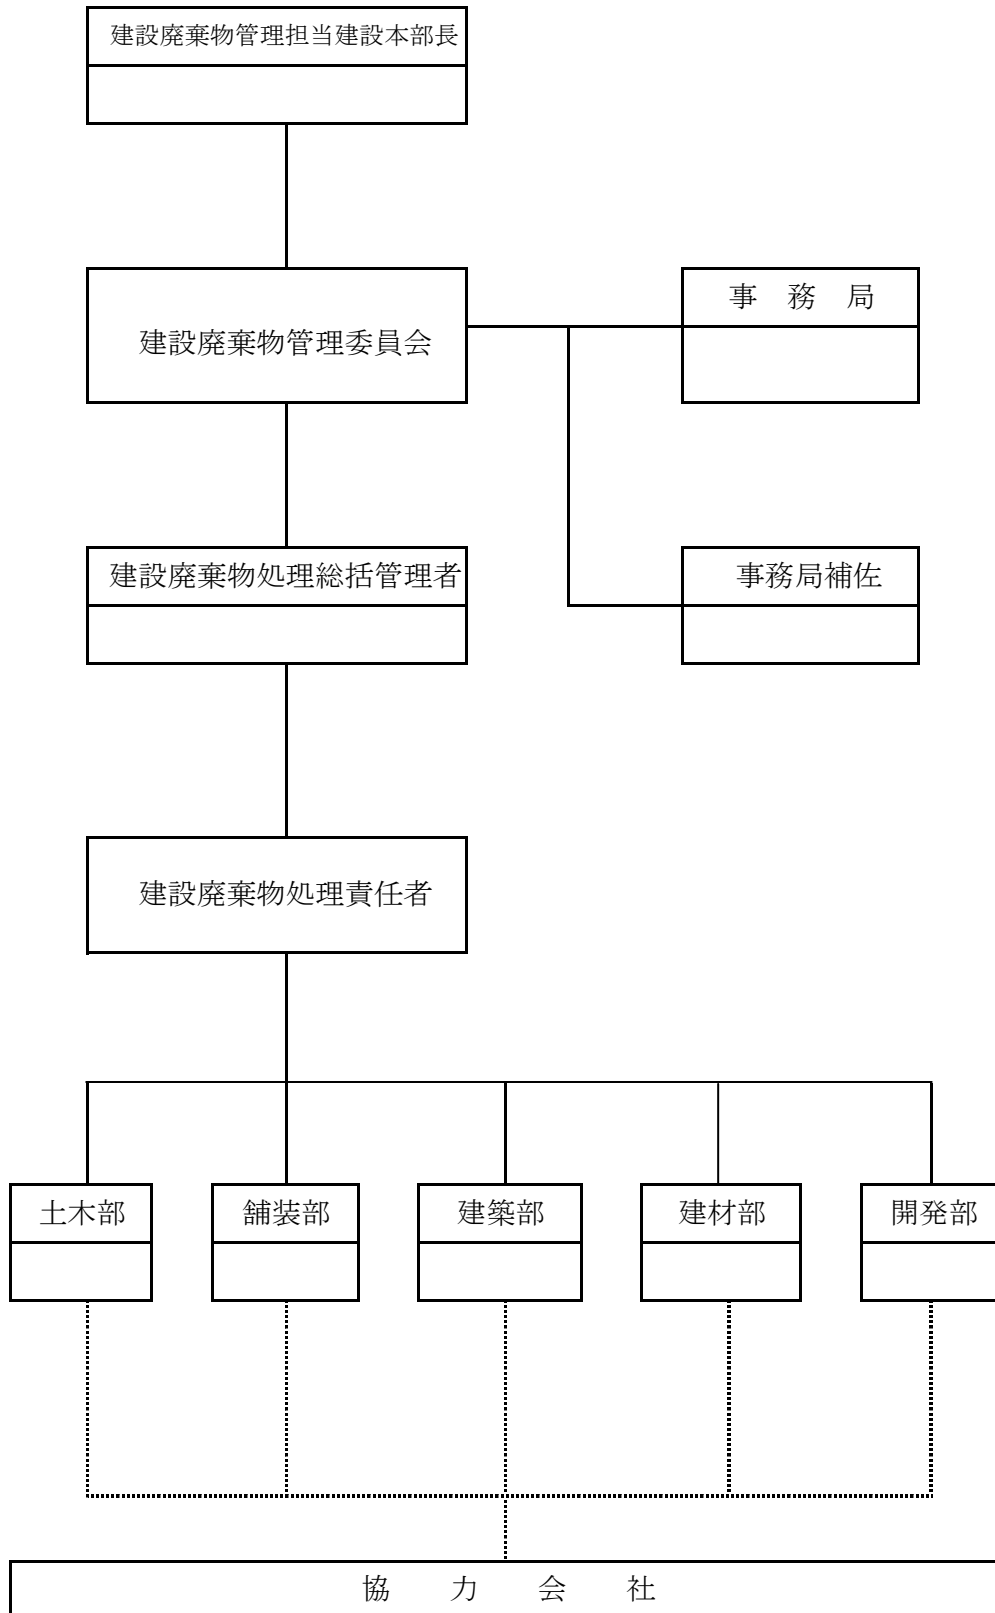 建設廃棄物管理担当建設本部長
建設廃棄物管理委員会
事　務　局
建設廃棄物処理総括管理者
事務局補佐
建設廃棄物処理責任者
土木部
舗装部
建築部
建材部
開発部
協　　力　　会　　社